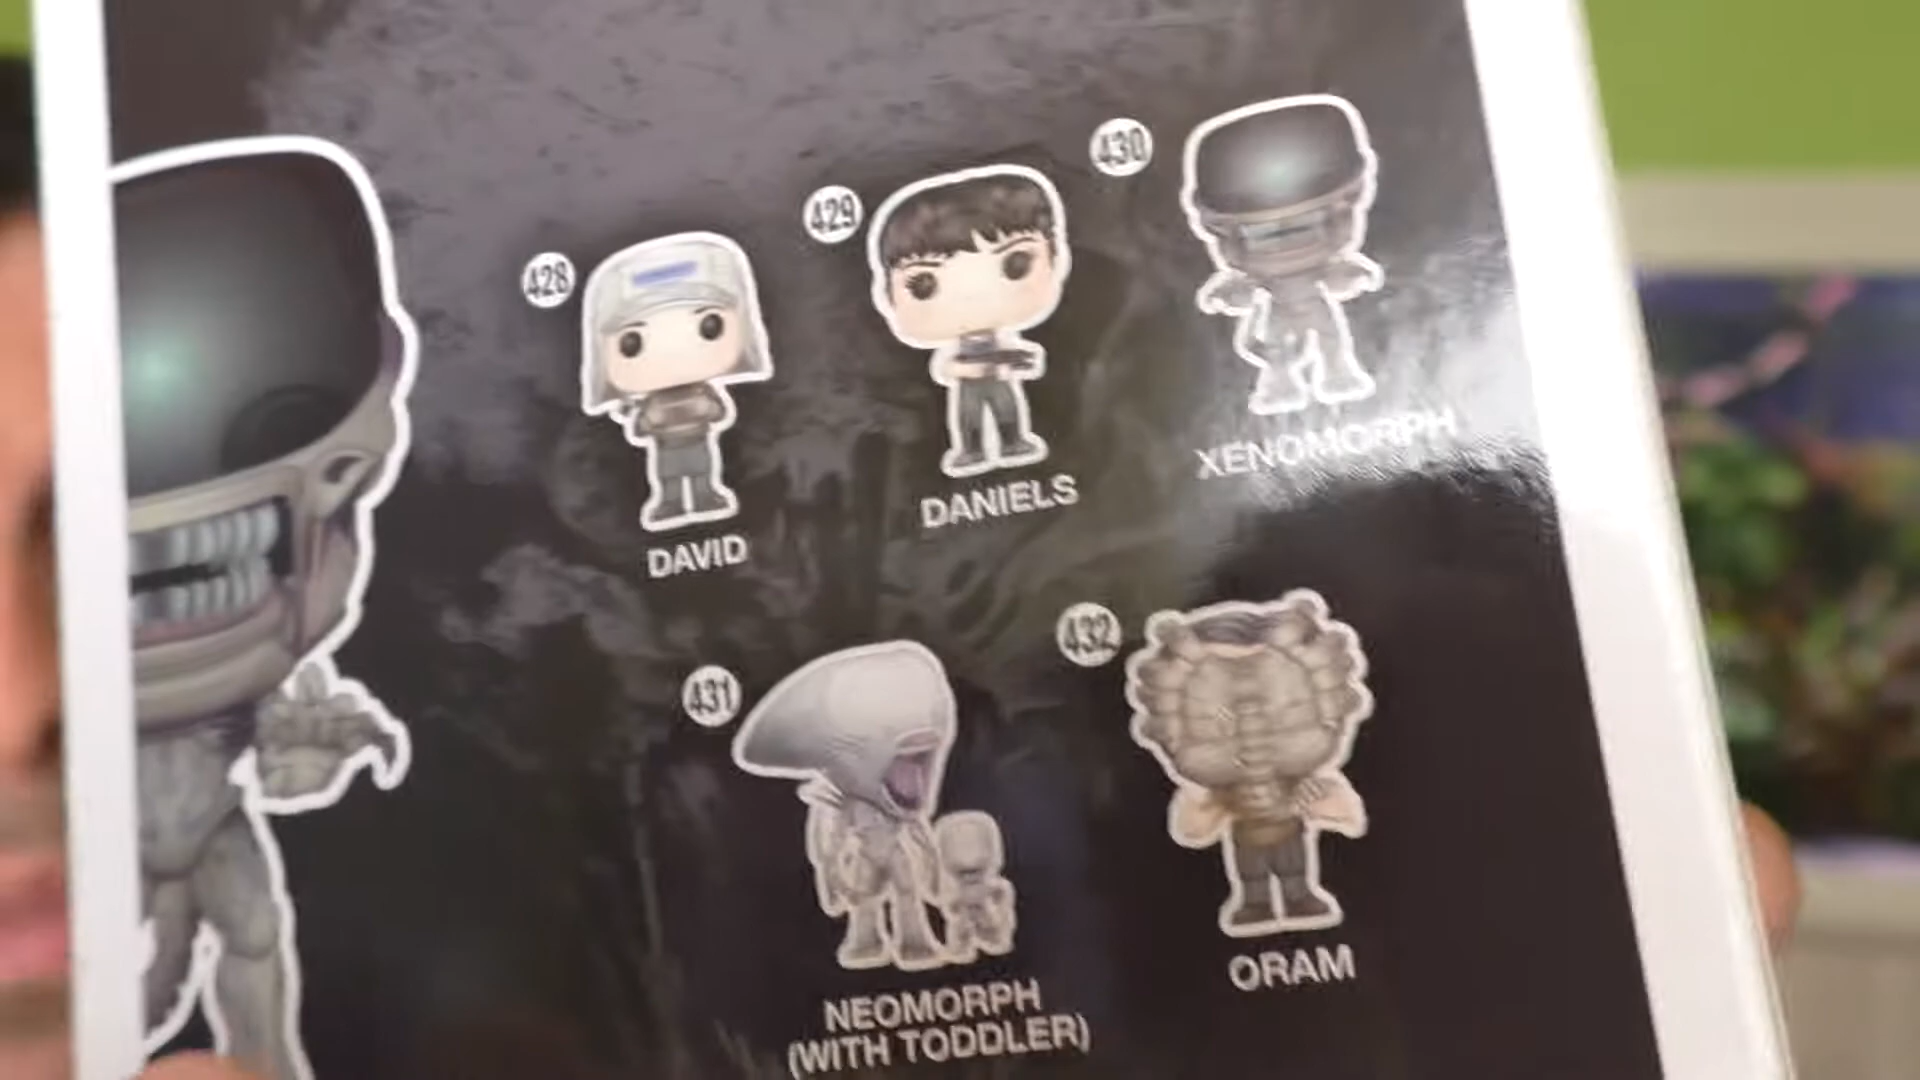 428
DAVID
429
DANIELS
430
XENOMORPH
431
NEOMORPH
(WITH TODDLER)
432
ORAM